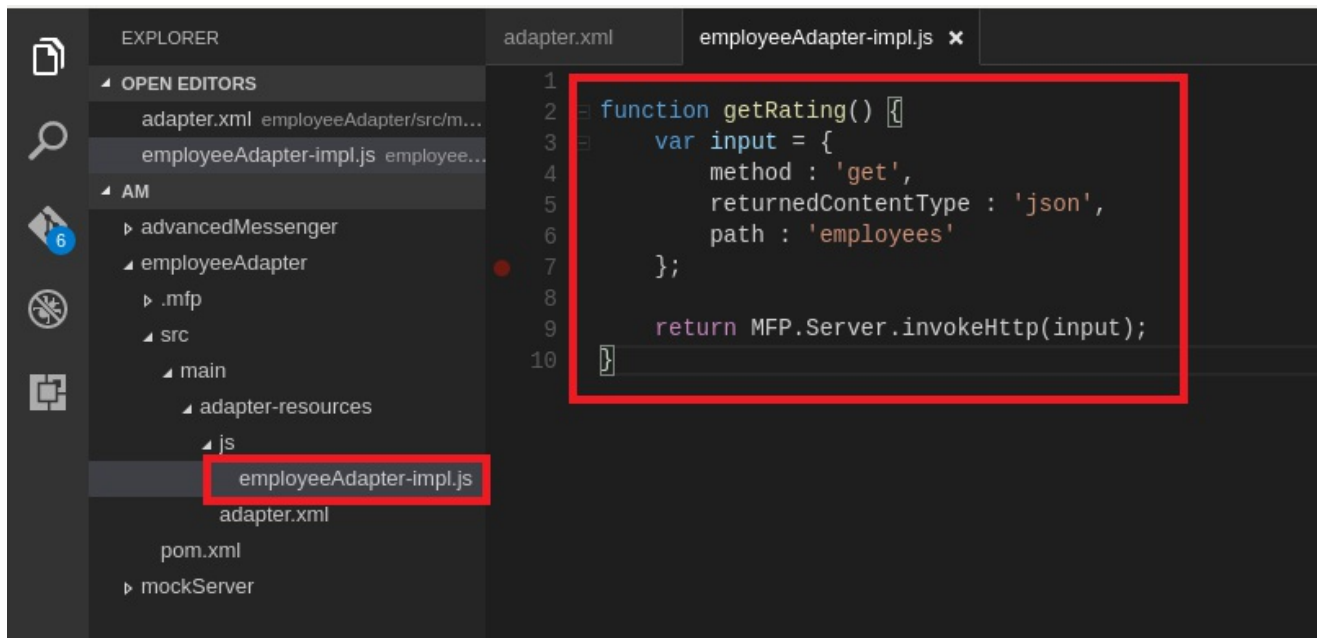 EXPLORER
OPEN EDITORS
adapter.xml employeeAdapter/src/m...
employeeAdapter-impl.js employee...
AM
advancedMessenger
employeeAdapter
.mfp
src
main
adapter-resources
js
employeeAdapter-impl.js
adapter.xml
pom.xml
mockServer
6
adapter.xml employeeAdapter-impl.js ×
1
2 function getRating() {
3 var input = {
4 method : 'get',
5 returnedContentType : 'json',
6 path : 'employees'
7 };
8
9 return MFP.Server.invokeHttp(input);
10 }